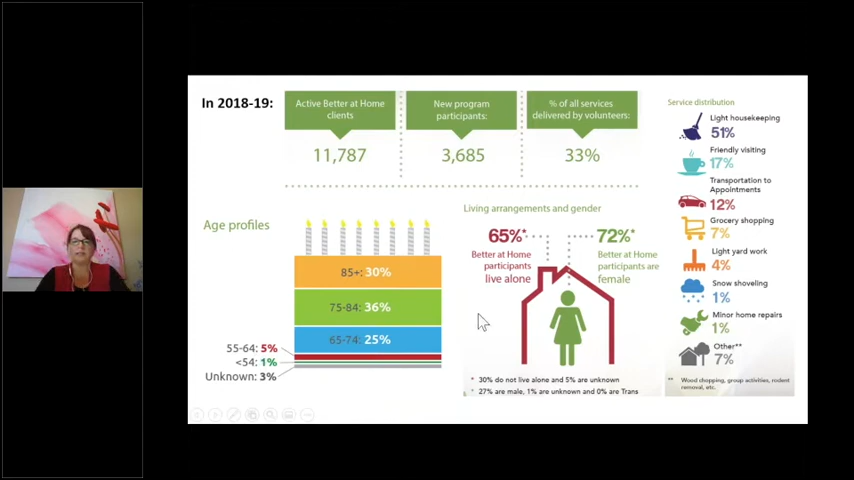 In 2018-19:
Active Better at Home
clients
11,787
New program
participants:
3,685
% of all services
delivered by volunteers:
33%
Age profiles
85+: 30%
75-84: 36%
65-74: 25%
55-64: 5%
<54: 1%
Unknown: 3%
Living arrangements and gender
65%*
Better at Home
participants
live alone
72%*
Better at Home
participants are
female
* 30% do not live alone and 5% are unknown
* 27% are male, 1% are unknown and 0% are Trans
Service distribution
Light housekeeping
51%
Friendly visiting
17%
Transportation to
Appointments
12%
Grocery shopping
7%
Light yard work
4%
Snow shoveling
1%
Minor home repairs
1%
Other**
7%
** Wood chopping, group activities, rodent
removal, etc.